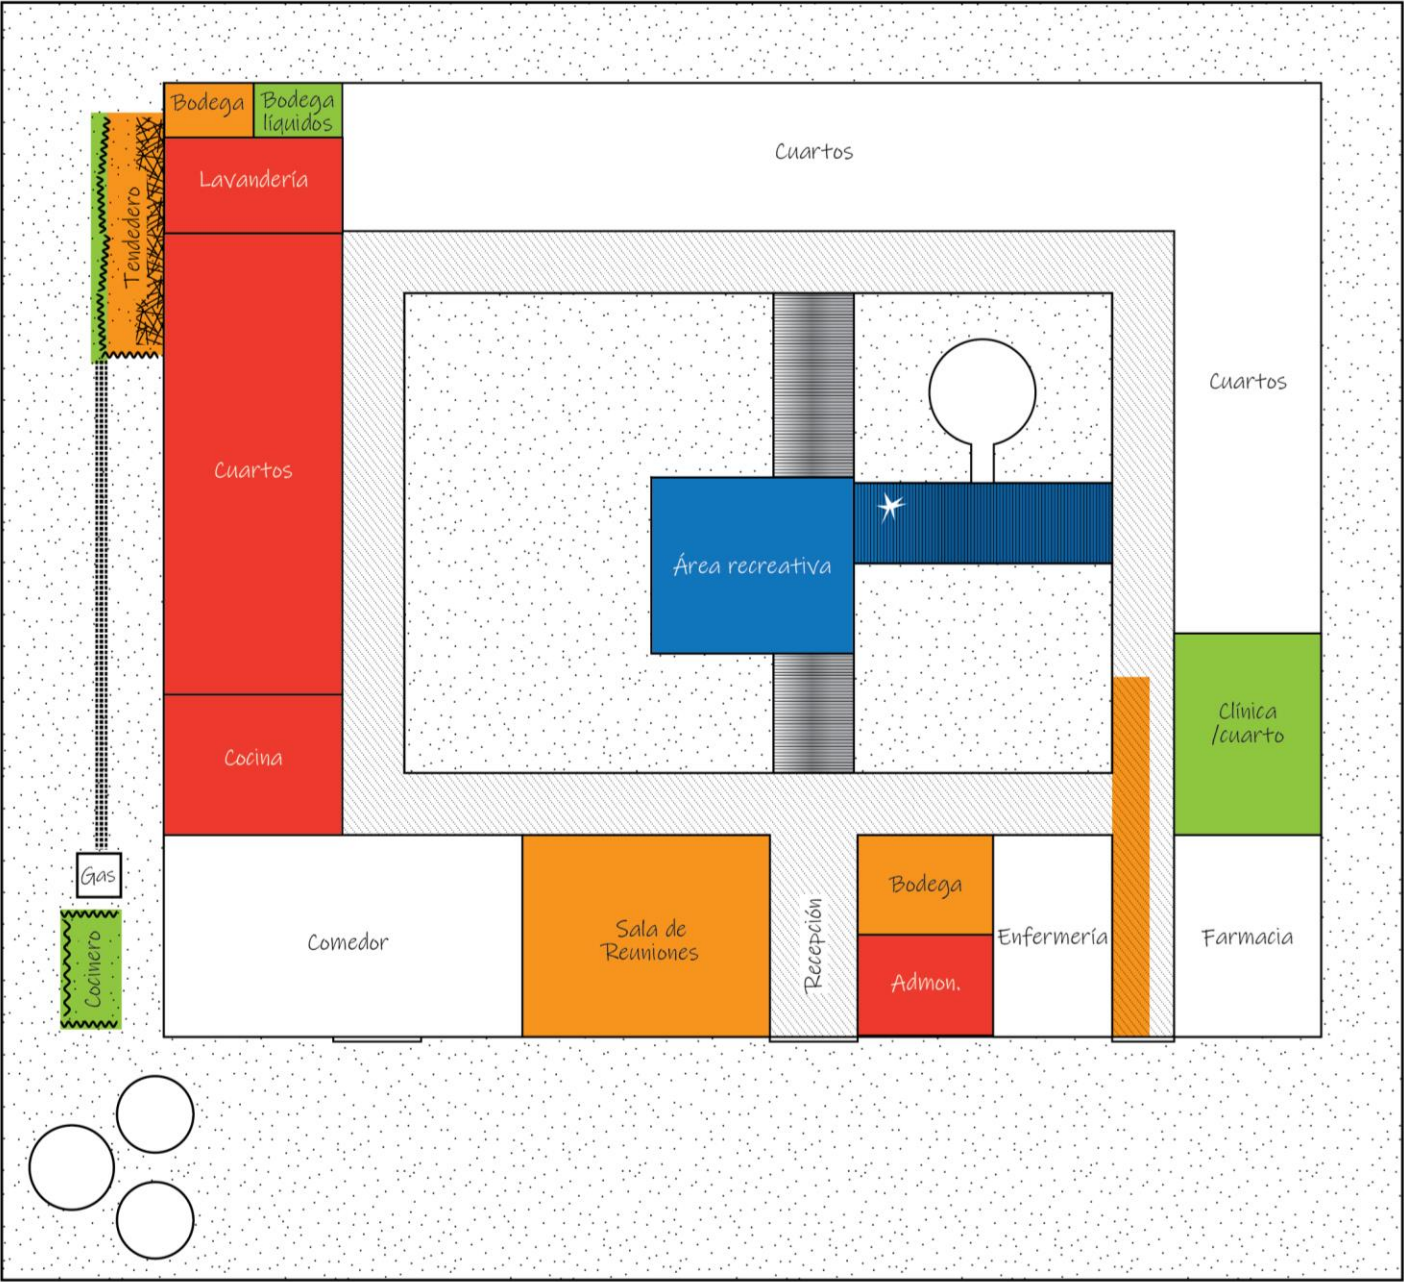 Bodega
Bodega
líquidos
Cuartos
Lavandería
Tendedero
Cuartos
Cuartos
Área recreativa
Clínica
/cuarto
Cocina
Gas
Bodega
Sala de
Reuniones
Recepción
Enfermería
Farmacia
Comedor
Cocinero
Admon.